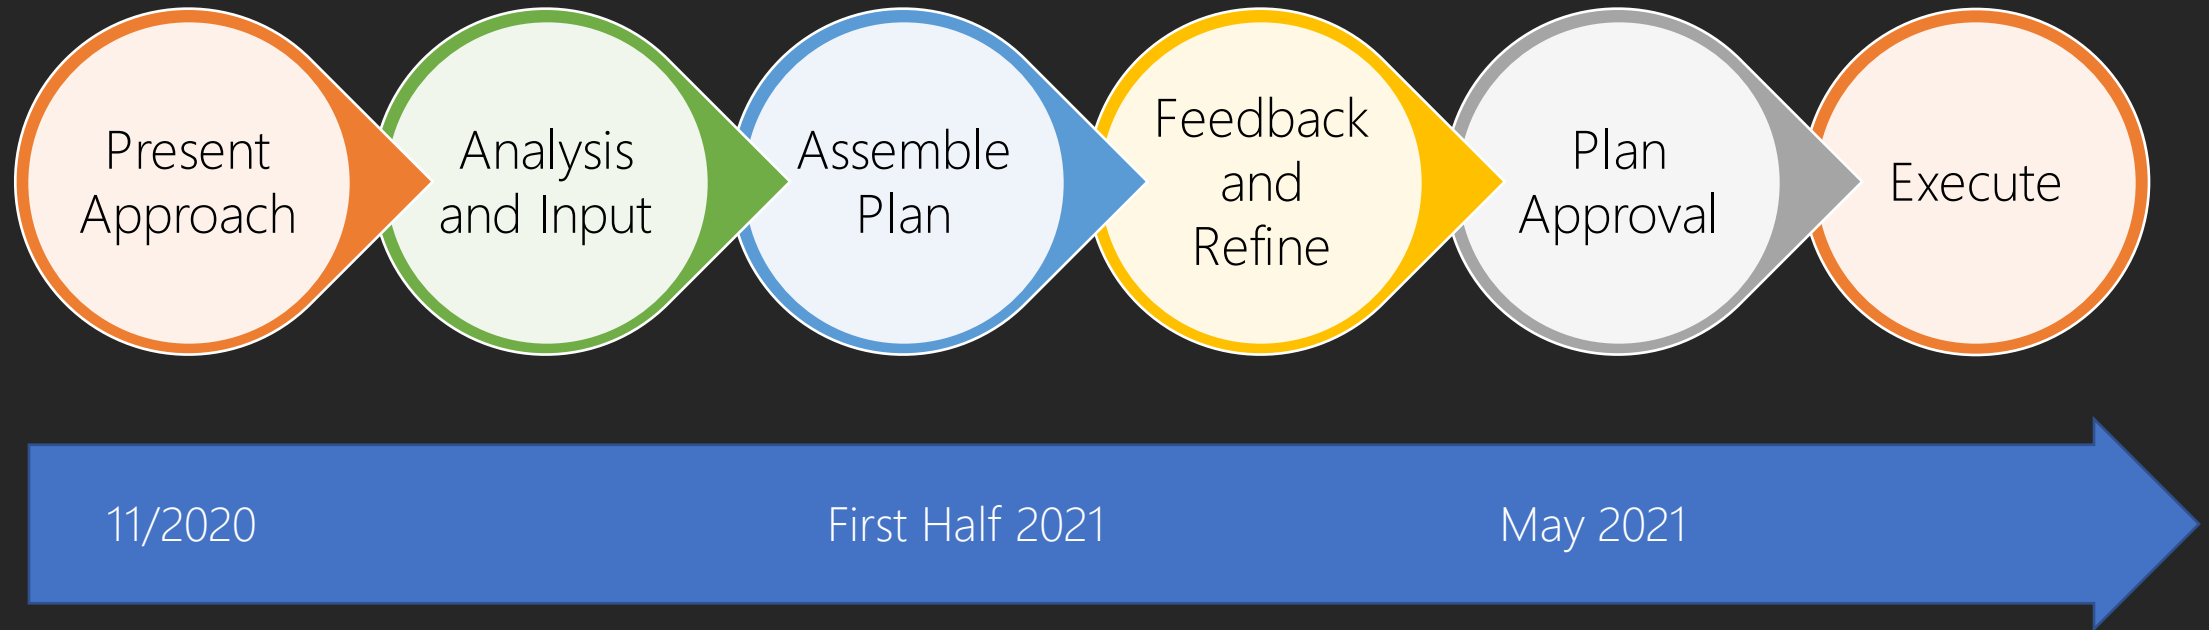 Present
Approach
Analysis
and Input
Assemble
Plan
Feedback
and
Refine
Plan
Approval
Execute
11/2020
First Half 2021
May 2021